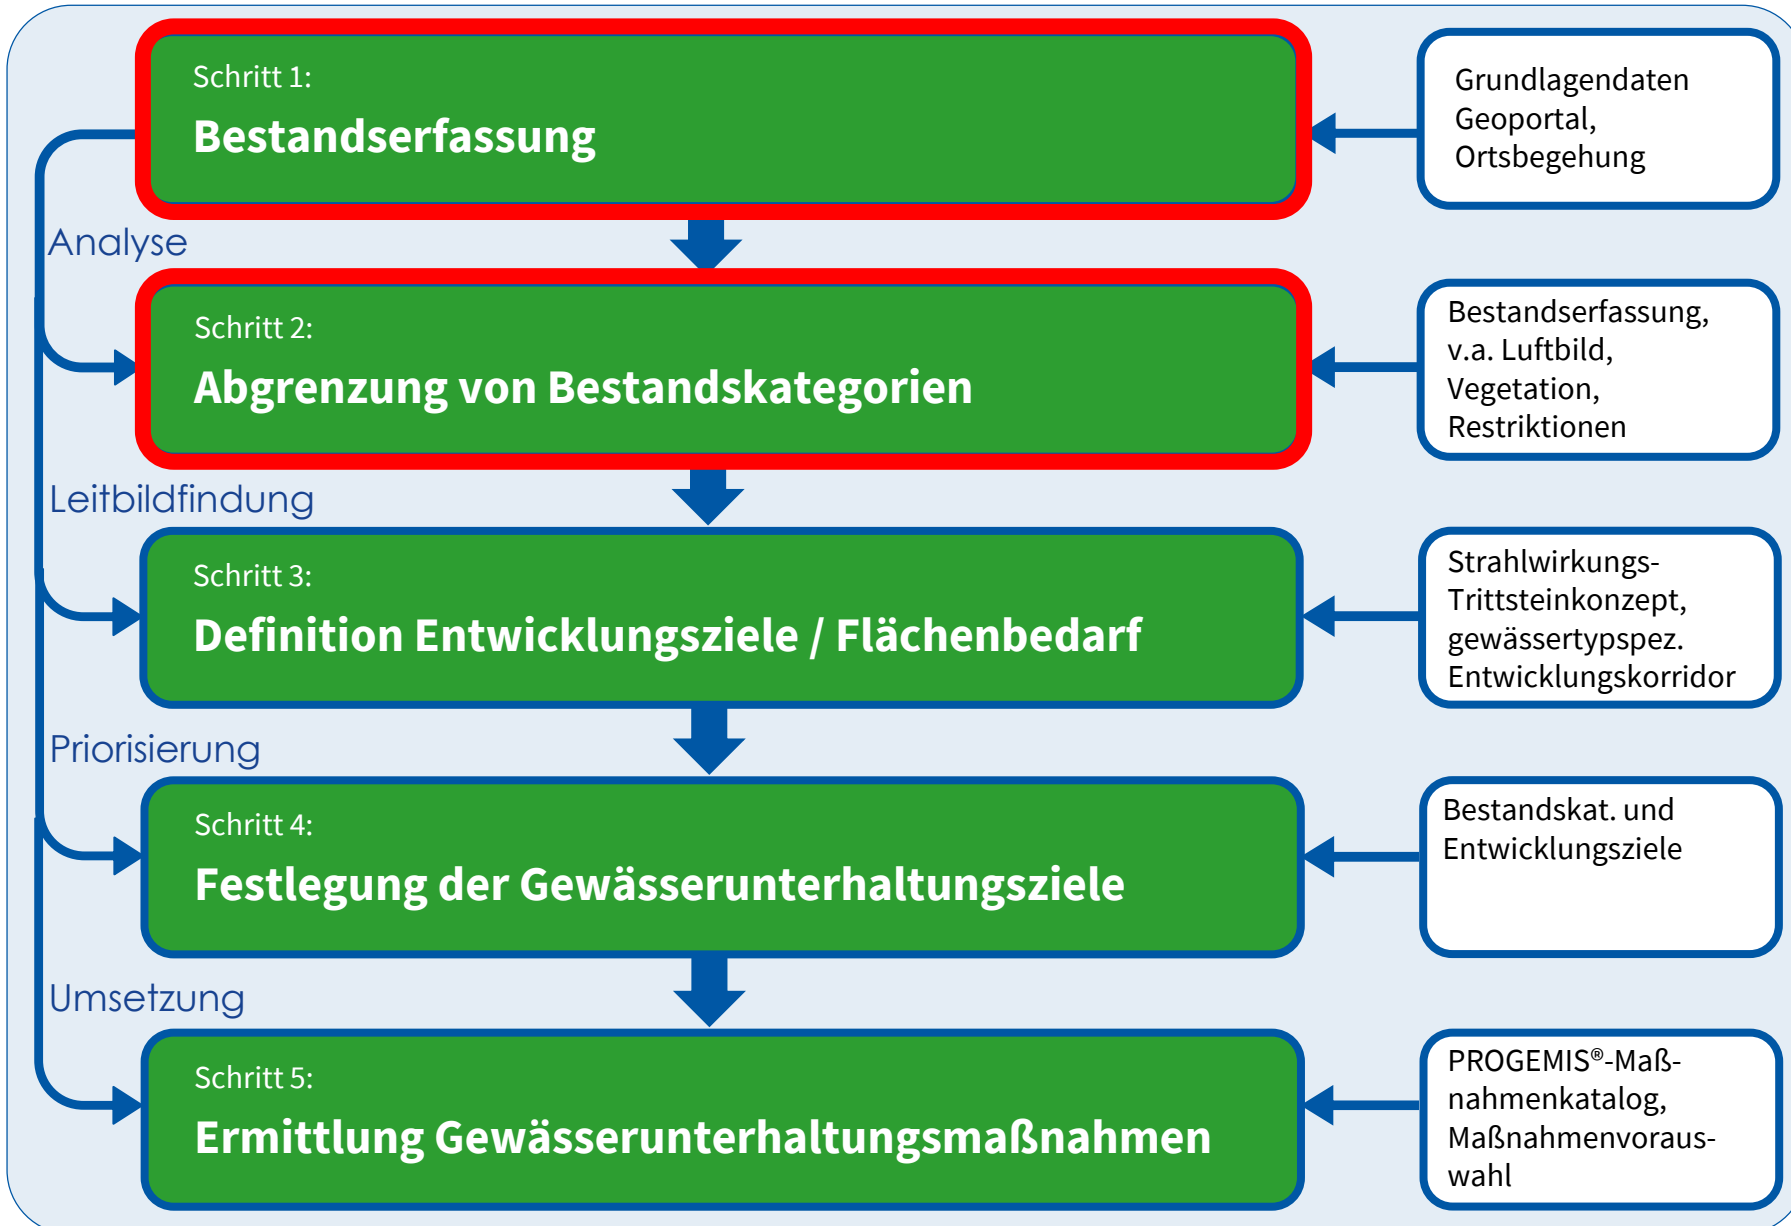 Schritt 1:
Bestandserfassung
Grundlagendaten
Geoportal,
Ortsbegehung
Analyse
Schritt 2:
Abgrenzung von Bestandskategorien
Bestandserfassung,
v.a. Luftbild,
Vegetation,
Restriktionen
Leitbildfindung
Schritt 3:
Definition Entwicklungsziele / Flächenbedarf
Strahlwirkungs-
Trittsteinkonzept,
gewässertypspez.
Entwicklungskorridor
Priorisierung
Schritt 4:
Festlegung der Gewässerunterhaltungsziele
Bestandskat. und
Entwicklungsziele
Umsetzung
Schritt 5:
Ermittlung Gewässerunterhaltungsmaßnahmen
PROGEMIS®-Maß-
nahmenkatalog,
Maßnahmenvoraus-
wahl